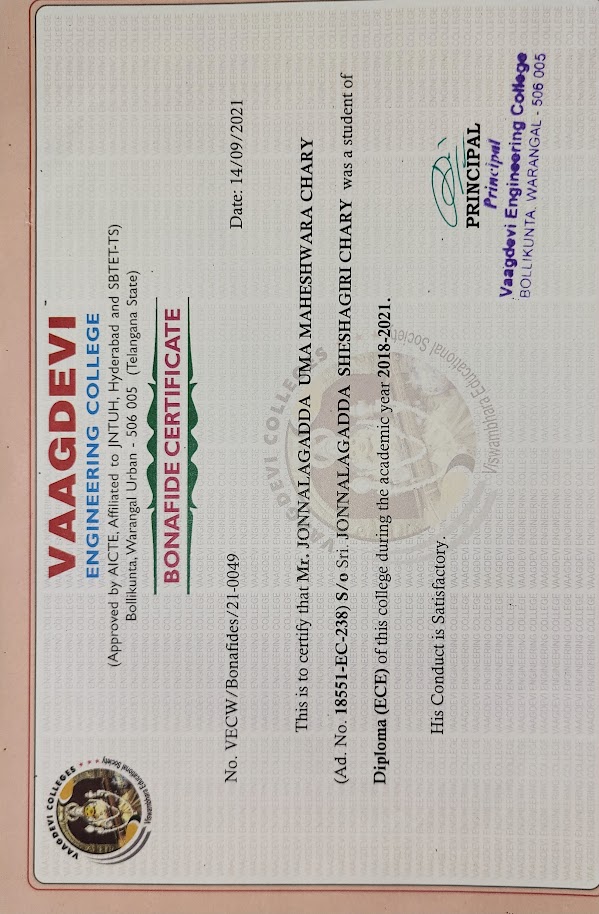 VAAGDEVI COLLEGES
Viswambhara Educational Society
VAAGDEVI
ENGINEERING COLLEGE
(Approved by AICTE, Affiliated to JNTUH, Hyderabad and SBTET-TS)
Bollikunta, Warangal Urban - 506 005 (Telangana State)
BONAFIDE CERTIFICATE
No. VECW/Bonafides/21-0049
Date: 14/09/2021
VAAGDEVI COLLEGES
This is to certify that Mr. JONNALAGADDA UMA MAHESHWARA CHARY
(Ad. No. 18551-EC-238) S/o Sri. JONNALAGADDA SHESHAGIRI CHARY was a student of
Diploma (ECE) of this college during the academic year 2018-2021.
His Conduct is Satisfactory.
Viswambhara Educational Society
PRINCIPAL
Principal
Vaagdevi Engineering College
BOLLIKUNTA, WARANGAL - 506 005